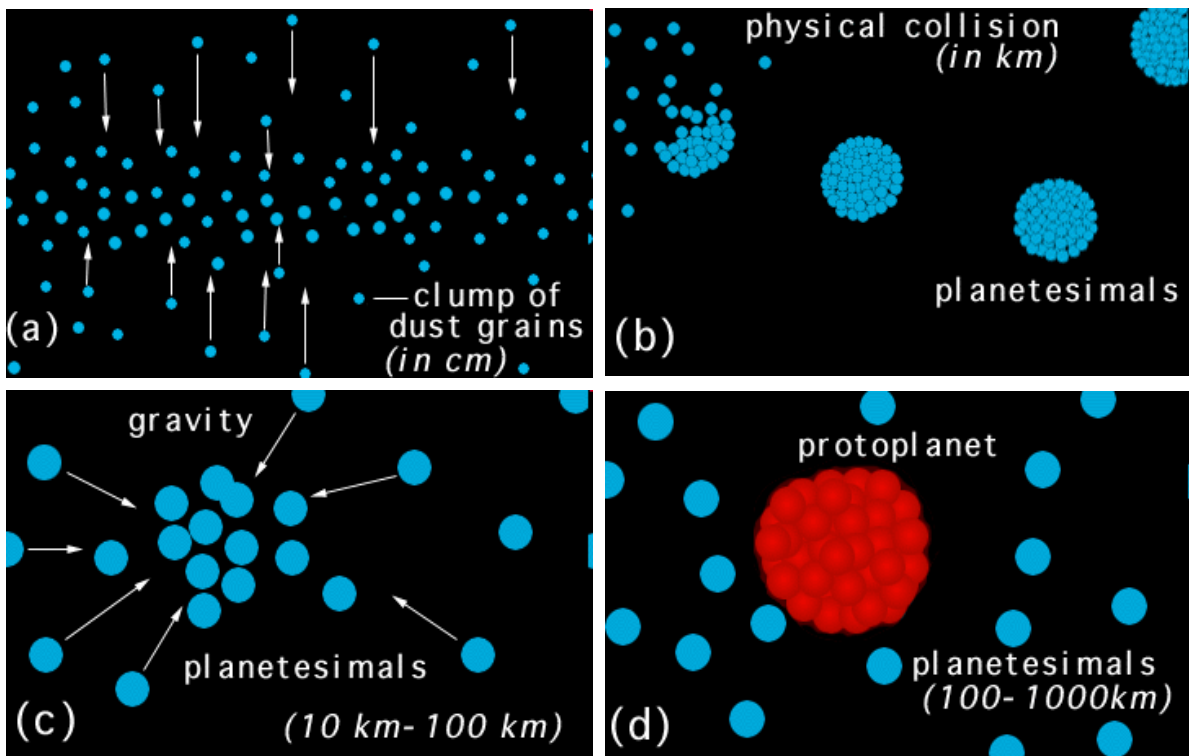 clump of
dust grains
(in cm)
(a)
physical collision
(in km)
planetesimals
(b)
gravity
planetesimals
(10 km-100 km)
(c)
protoplanet
planetesimals
(100-1000km)
(d)